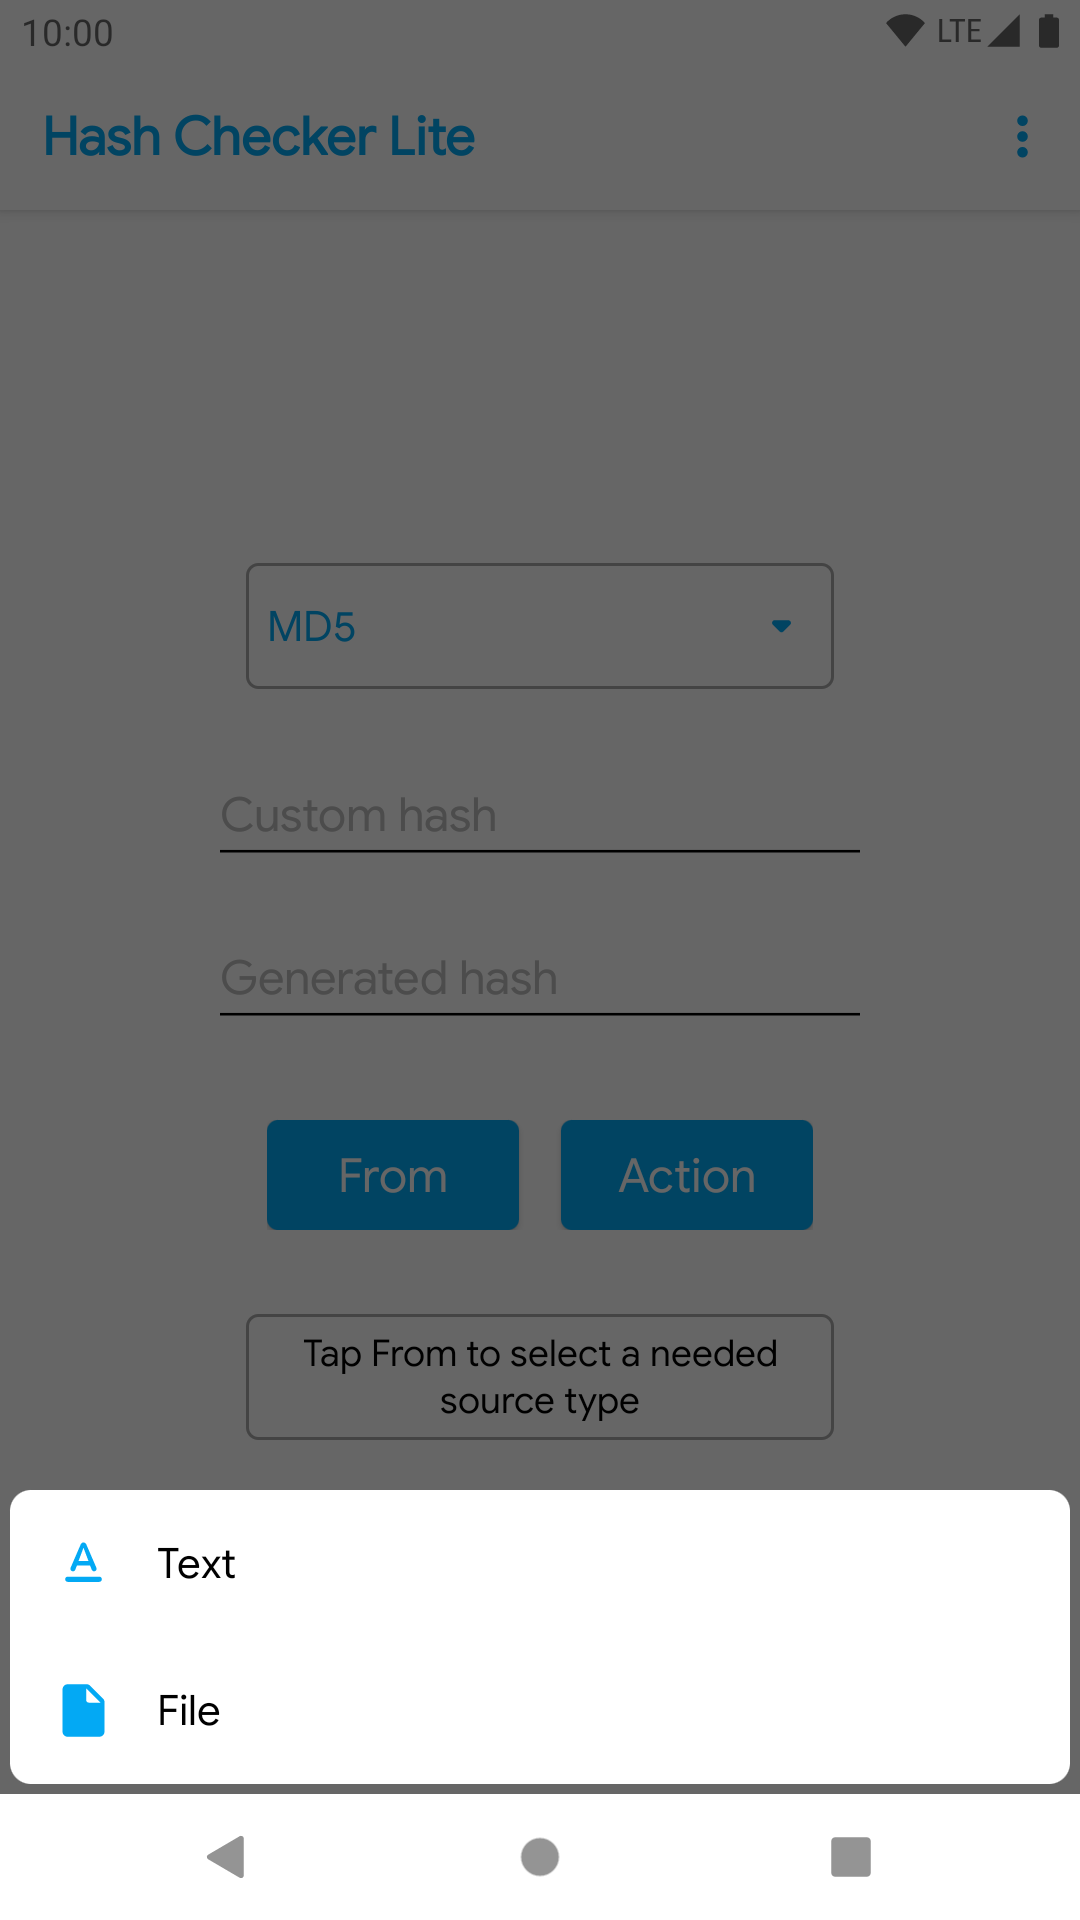 10:00
LTE
Hash Checker Lite
MD5
Custom hash
Generated hash
From
Action
Tap From to select a needed
source type
Text
File